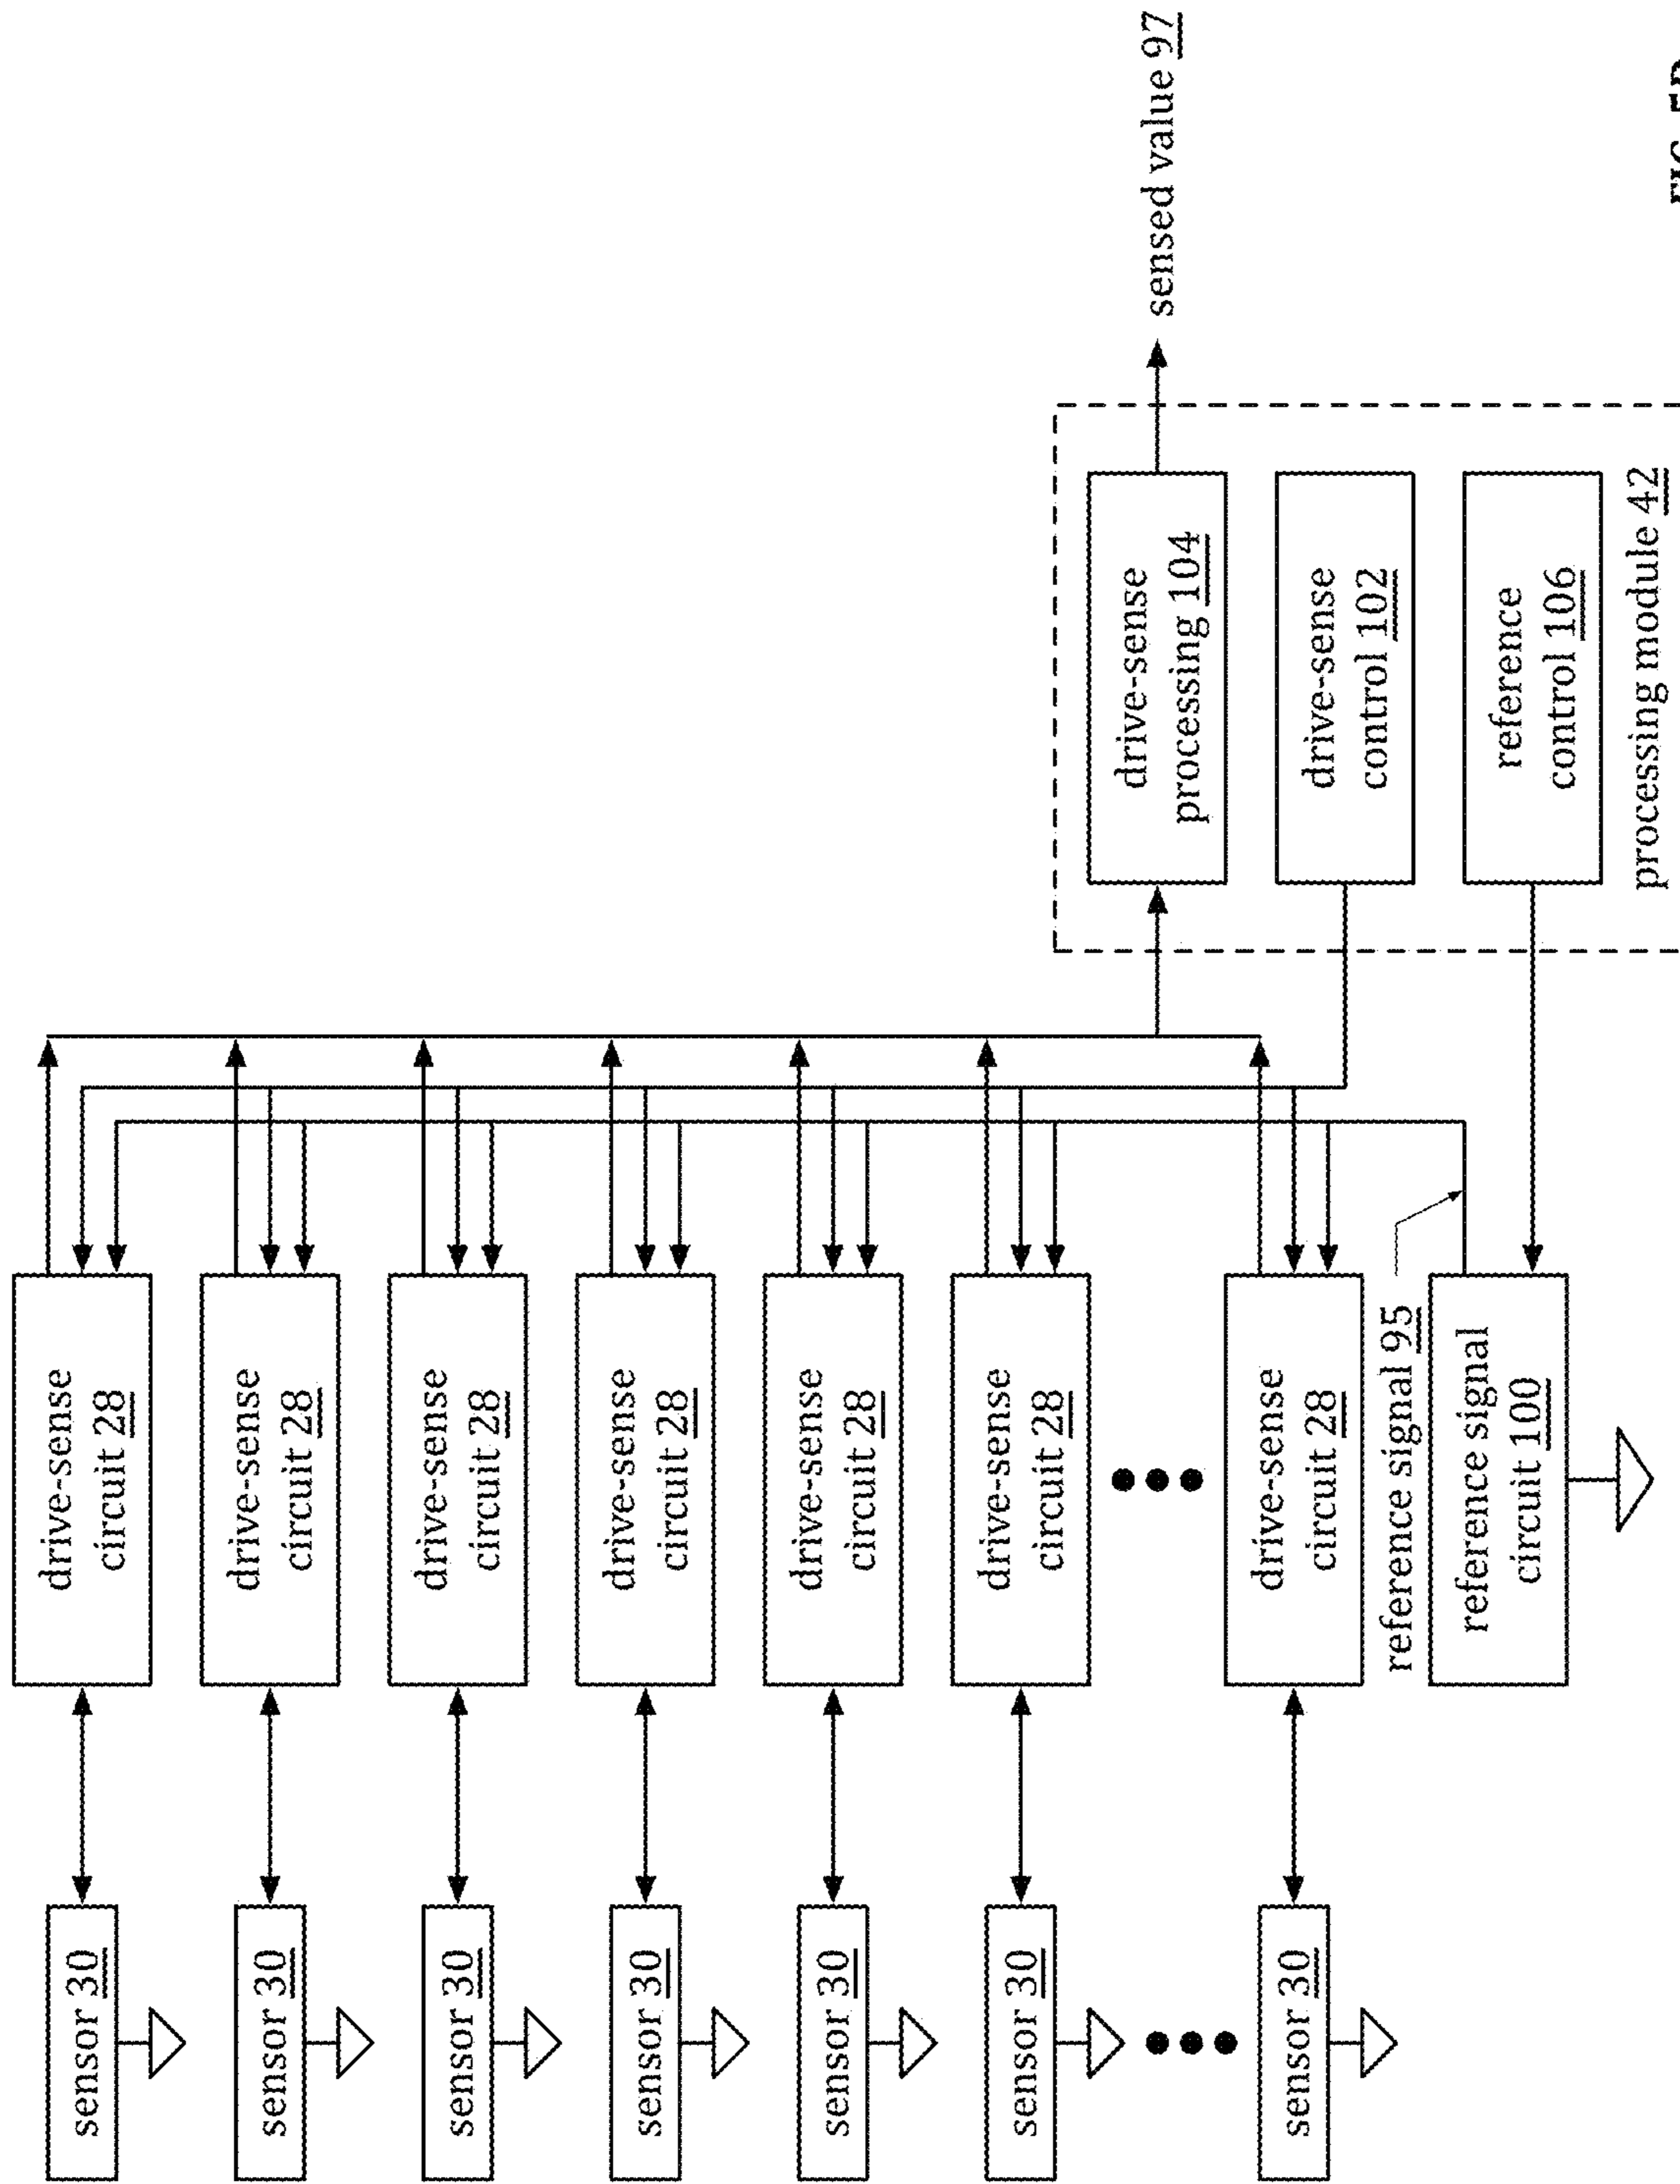 sensor 30
drive-sense
circuit 28
sensor 30
drive-sense
circuit 28
sensor 30
drive-sense
circuit 28
sensor 30
drive-sense
circuit 28
sensor 30
drive-sense
circuit 28
sensor 30
drive-sense
circuit 28
sensor 30
drive-sense
circuit 28
reference signal 95
reference signal
circuit 100
drive-sense
processing 104
sensed value 97
drive-sense
control 102
reference
control 106
processing module 42